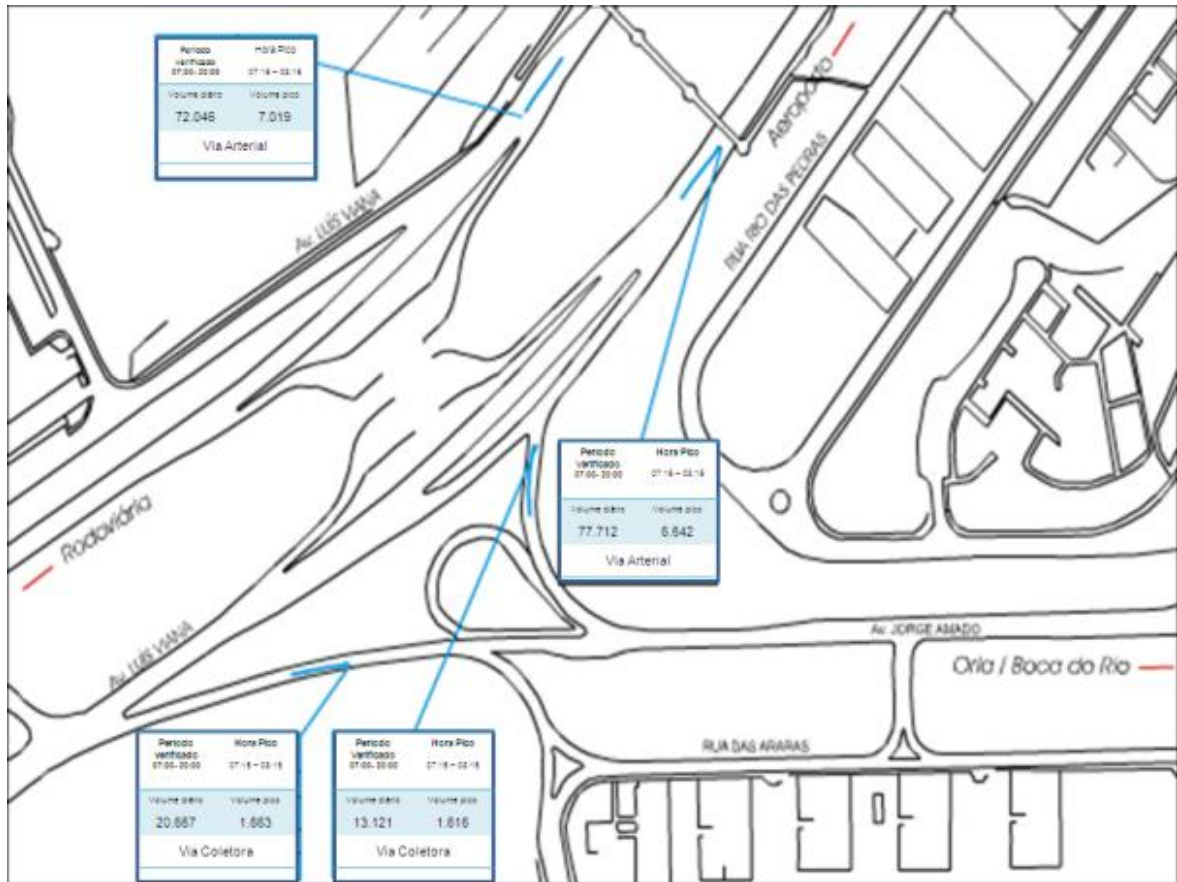 Periodo
verificado
07:00- 20:00
Hora Pico
07:15 – 08:15
Volume diário
Volume pico
72.046
7.019
Via Arterial
Aeroporto
RUA RIO DAS PEDRAS
Av. LUÍS VIANA
Periodo
verificado
07:00- 20:00
Hora Pico
07:15 – 08:15
Volume diário
Volume pico
77.712
6.642
Via Arterial
Rodoviária
Av. LUÍS VIANA
Av. JORGE AMADO
Orla / Boca do Rio
RUA DAS ARARAS
Periodo
verificado
07:00- 20:00
Hora Pico
07:15 – 08:15
Volume diário
Volume pico
20.667
1.663
Via Coletora
Periodo
verificado
07:00- 20:00
Hora Pico
07:15 – 08:15
Volume diário
Volume pico
13.121
1.616
Via Coletora